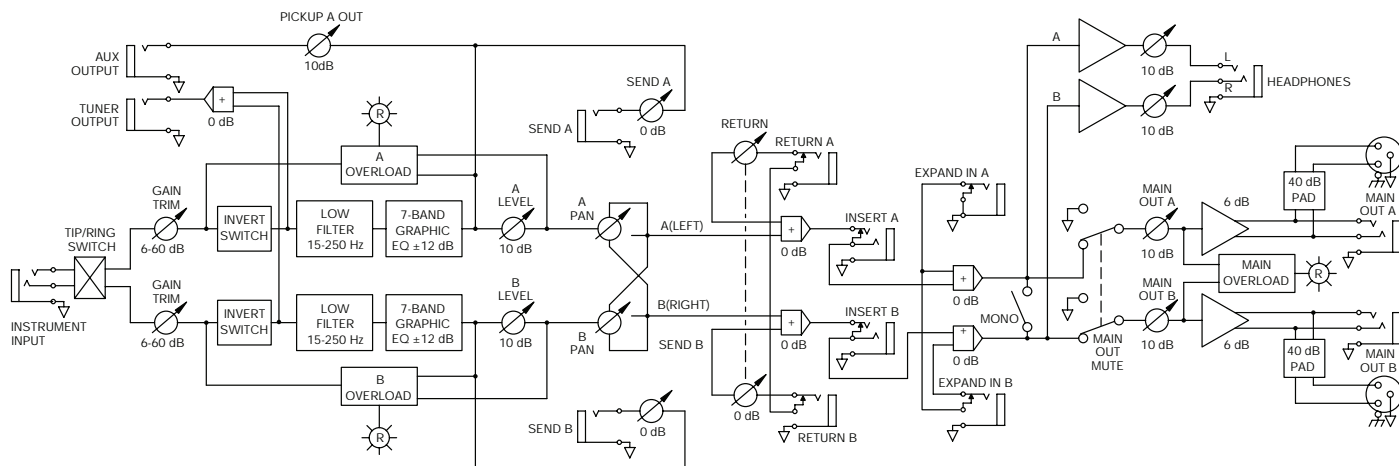 PICKUP A OUT
10dB
AUX
OUTPUT
TUNER
OUTPUT
+
0 dB
R
A
OVERLOAD
SEND A
SEND A
0 dB
GAIN
TRIM
6-60 dB
TIP/RING
SWITCH
INSTRUMENT
INPUT
INVERT
SWITCH
LOW
FILTER
15-250 Hz
7-BAND
GRAPHIC
EQ ±12 dB
A
LEVEL
10 dB
A
PAN
A(LEFT)
GAIN
TRIM
6-60 dB
INVERT
SWITCH
LOW
FILTER
15-250 Hz
7-BAND
GRAPHIC
EQ ±12 dB
B
LEVEL
10 dB
B
PAN
B(RIGHT)
SEND B
B
OVERLOAD
R
SEND B
0 dB
RETURN
RETURN A
+
0 dB
INSERT A
+
0 dB
INSERT B
0 dB
RETURN B
EXPAND IN A
+
0 dB
+
0 dB
EXPAND IN B
MONO
A
10 dB
B
10 dB
L
R
HEADPHONES
MAIN
OUT
MUTE
MAIN
OUT A
10 dB
6 dB
40 dB
PAD
MAIN
OUT A
MAIN
OVERLOAD
R
MAIN
OUT B
10 dB
6 dB
40 dB
PAD
MAIN
OUT B